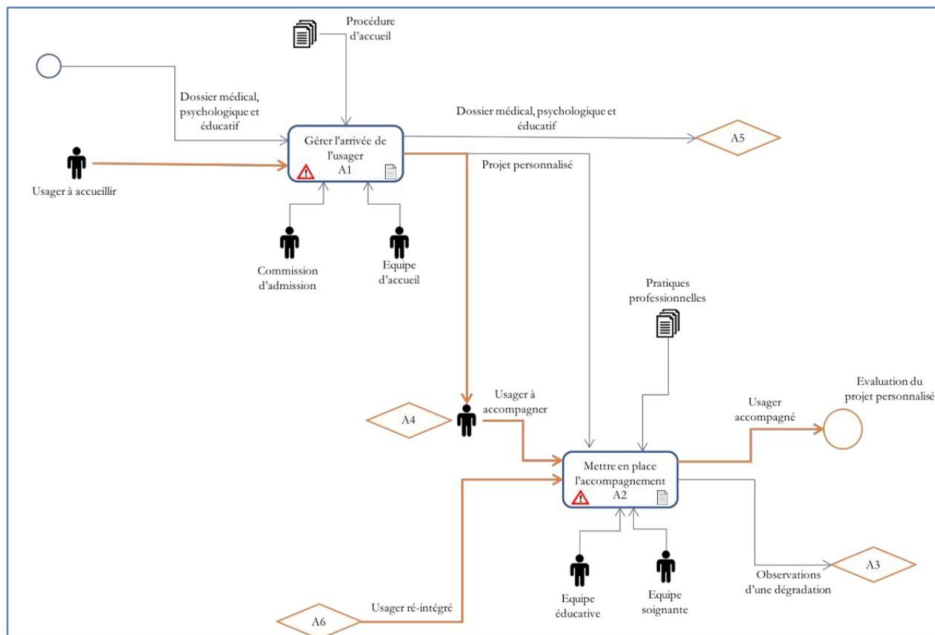 Procédure
d'accueil
Dossier médical,
psychologique et
éducatif
Dossier médical, psychologique et
éducatif
A5
Gérer l'arrivée de
l'usager
A1
Projet personnalisé
Usager à accueillir
Commission
d'admission
Equipe
d'accueil
Pratiques
professionnelles
A4
Usager à
accompagner
Usager
accompagné
Evaluation du
projet personnalisé
Mettre en place
l'accompagnement
A2
A3
Observations
d'une dégradation
Equipe
éducative
Equipe
soignante
Usager ré-intégré
A6